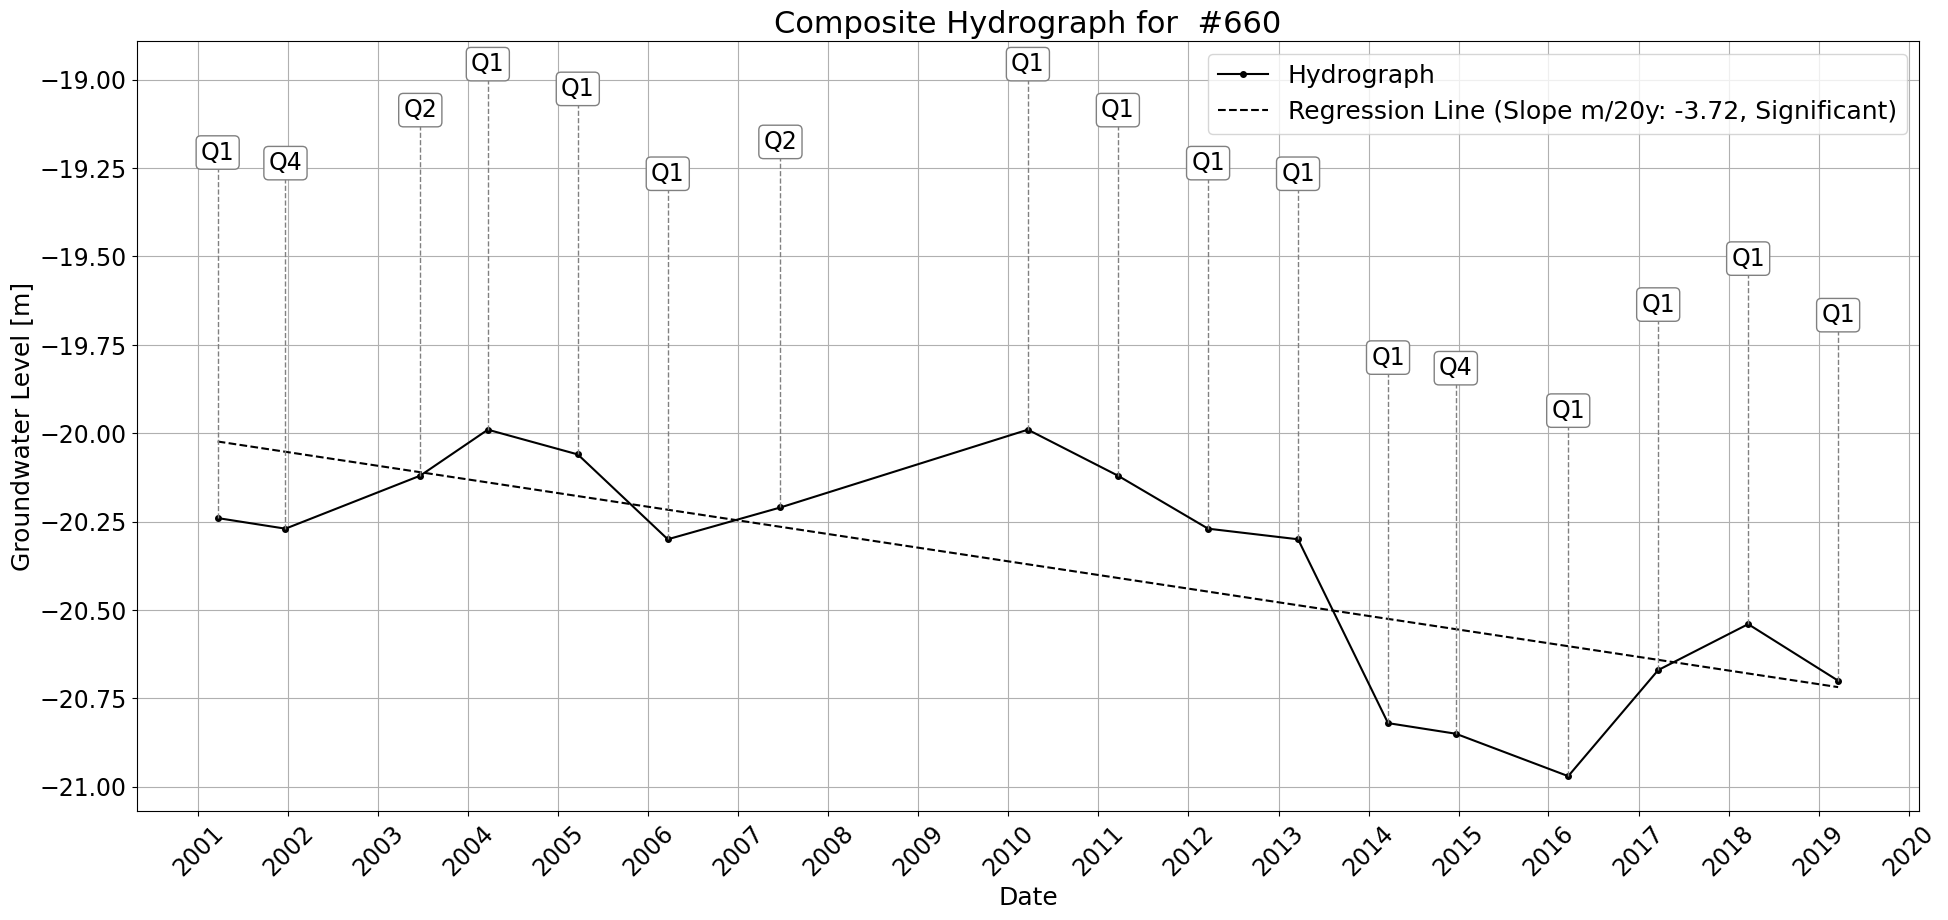 Composite Hydrograph for  #660
Hydrograph
Regression Line (Slope m/20y: -3.72, Significant)
Groundwater Level [m]
−19.00
−19.25
−19.50
−19.75
−20.00
−20.25
−20.50
−20.75
−21.00
Q1
Q4
Q2
Q1
Q1
Q1
Q2
Q1
Q1
Q1
Q1
Q1
Q4
Q1
Q1
Q1
Q1
2001
2002
2003
2004
2005
2006
2007
2008
2009
2010
2011
2012
2013
2014
2015
2016
2017
2018
2019
2020
Date